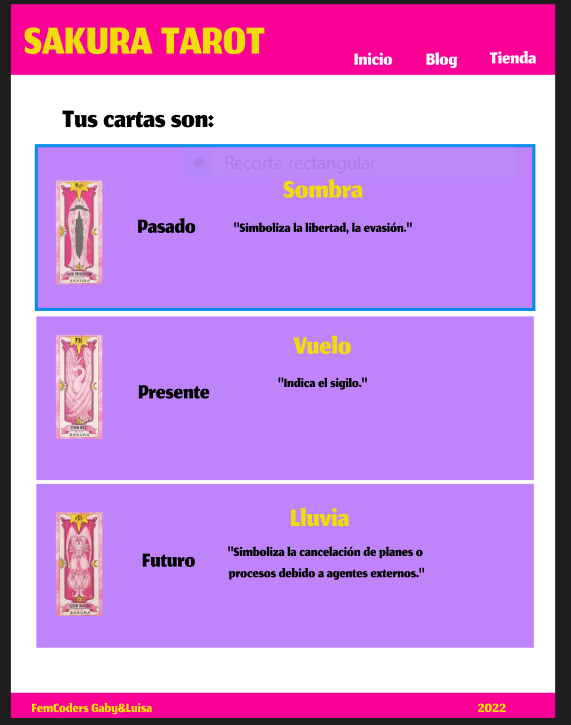 SAKURA TAROT
Inicio Blog Tienda
Tus cartas son:
Recorte rectangular
Sombra
Pasado "Simboliza la libertad, la evasión."
THE SHADOW
SAKURA
Vuelo
"Indica el sigilo."
Presente
THE FLY
SAKURA
Lluvia
"Simboliza la cancelación de planes o
Futuro
procesos debido a agentes externos."
THE RAIN
SAKURA
FemCoders Gaby&Luisa 2022